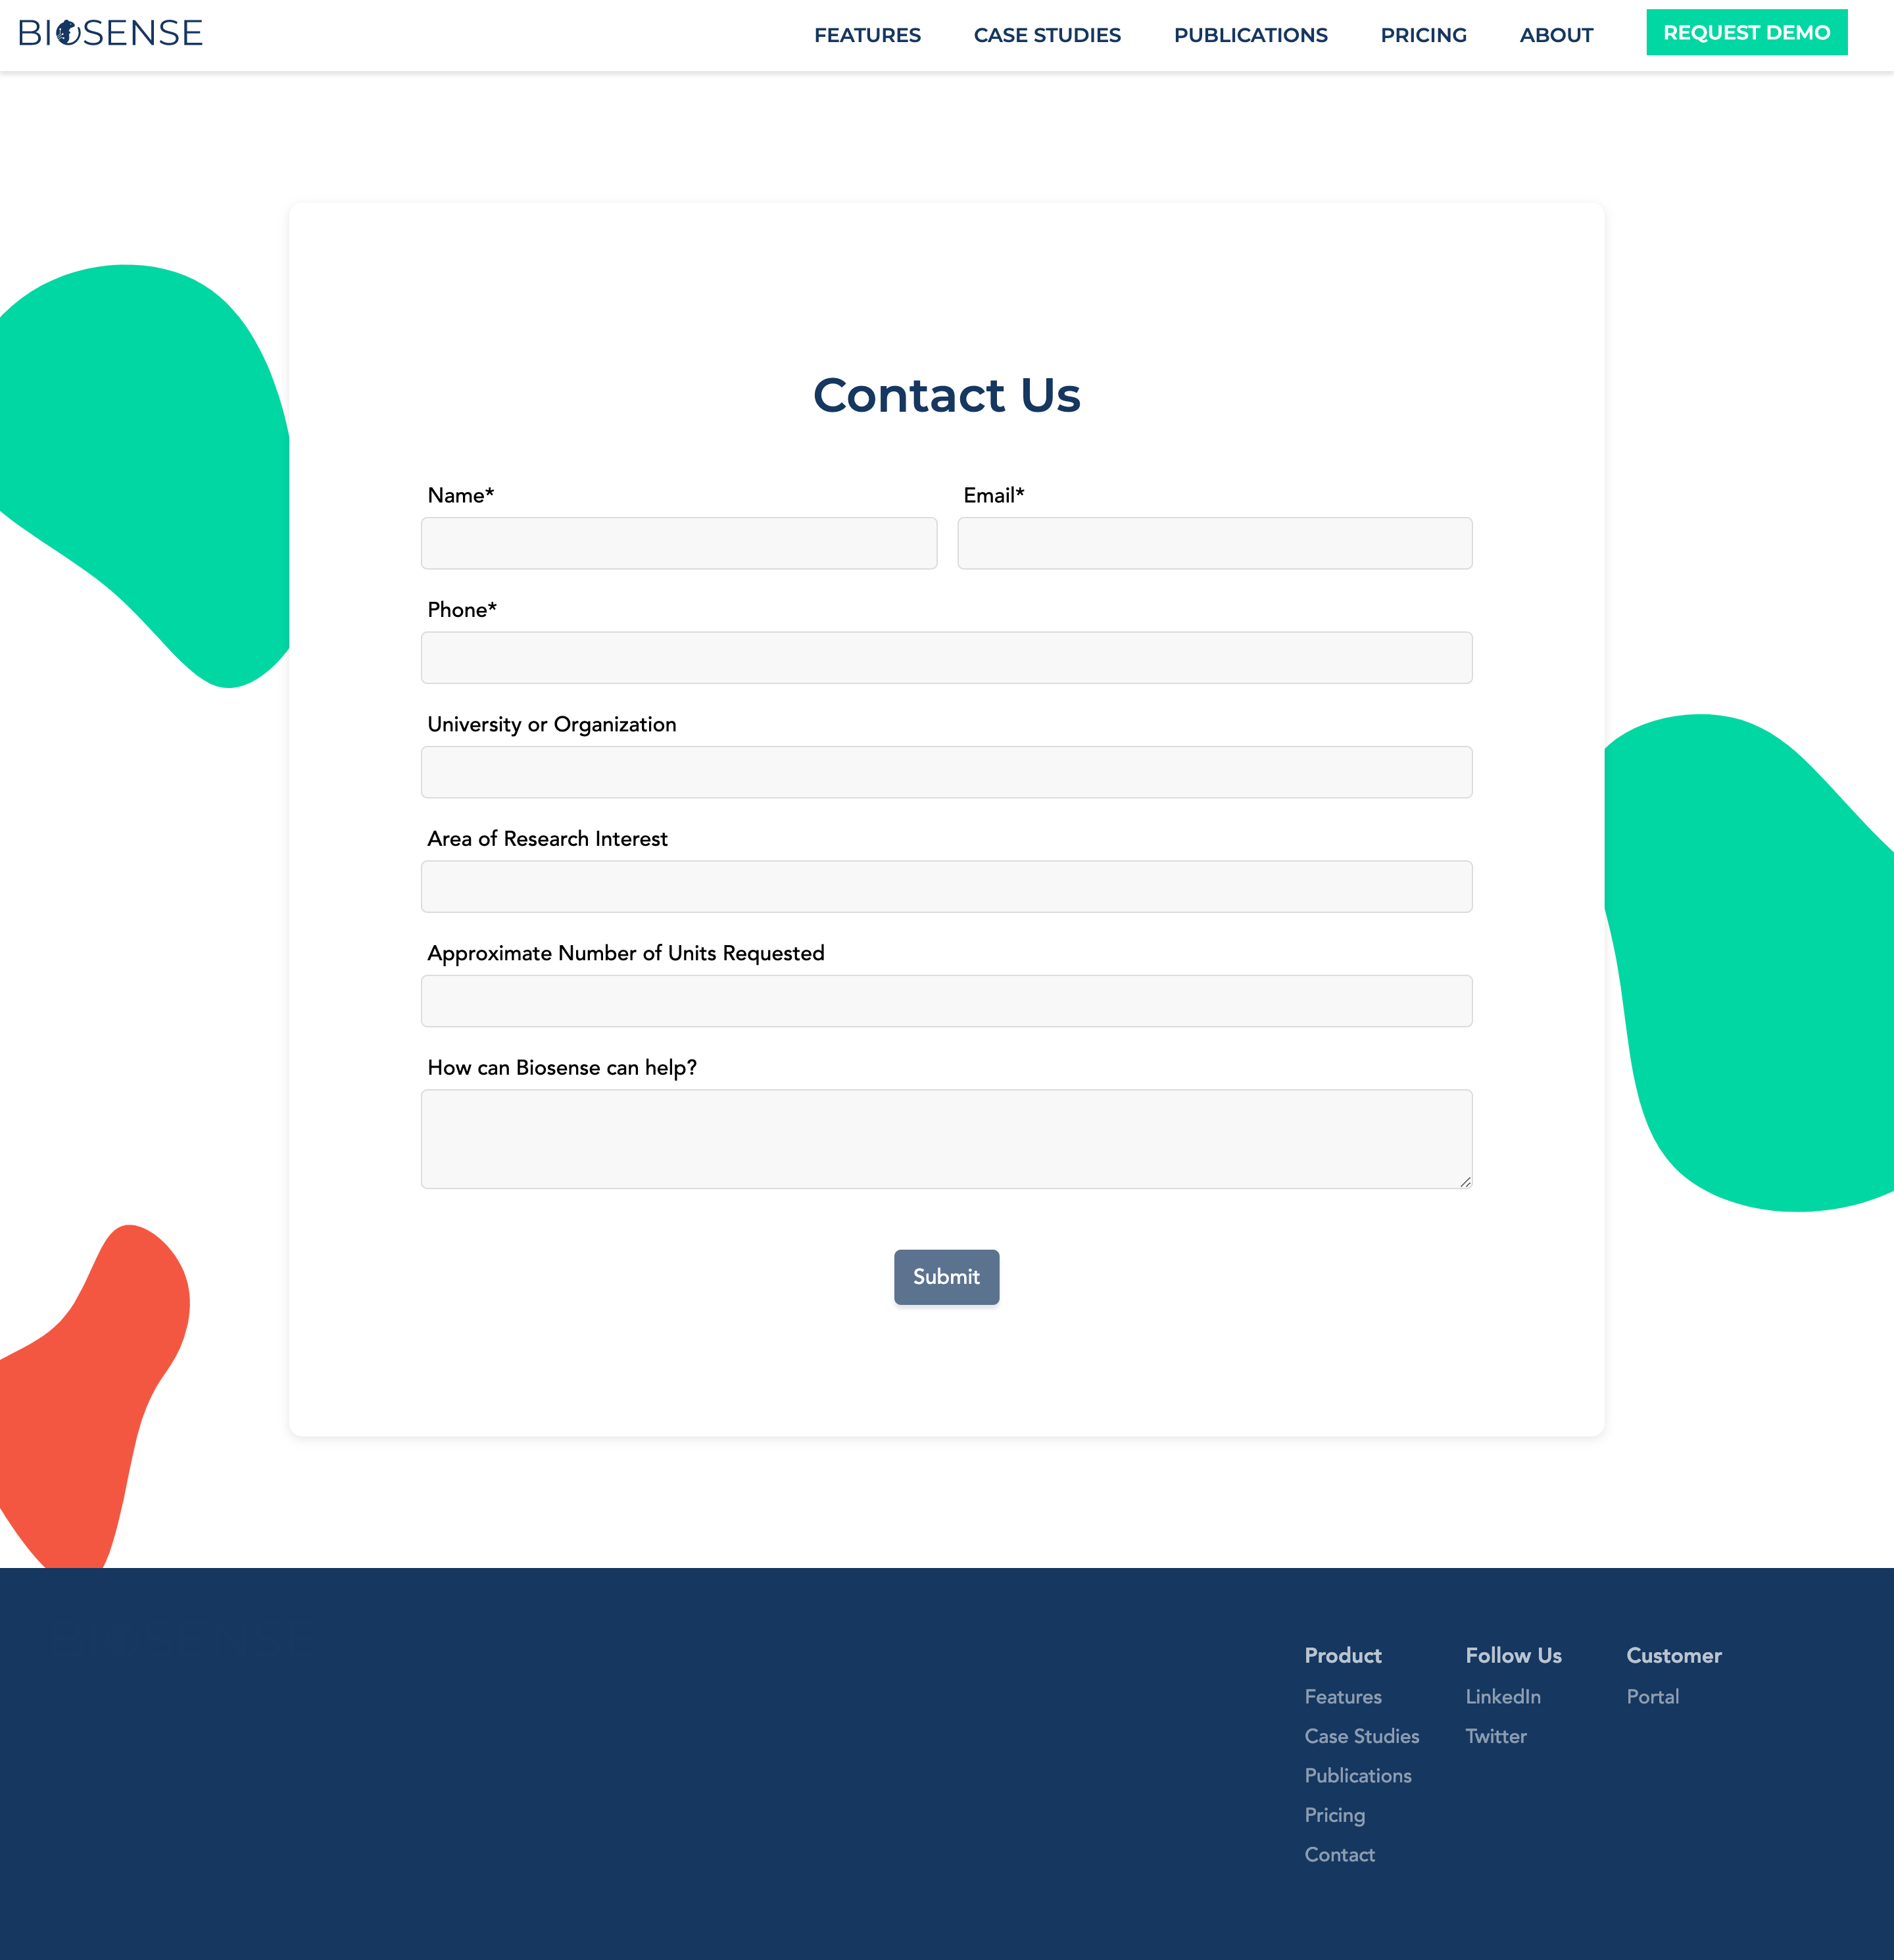 BIOSENSE
FEATURES
CASE STUDIES
PUBLICATIONS
PRICING
ABOUT
REQUEST DEMO
Contact Us
Name*
Email*
Phone*
University or Organization
Area of Research Interest
Approximate Number of Units Requested
How can Biosense can help?
Submit
Product
Features
Case Studies
Publications
Pricing
Contact
Follow Us
LinkedIn
Twitter
Customer
Portal